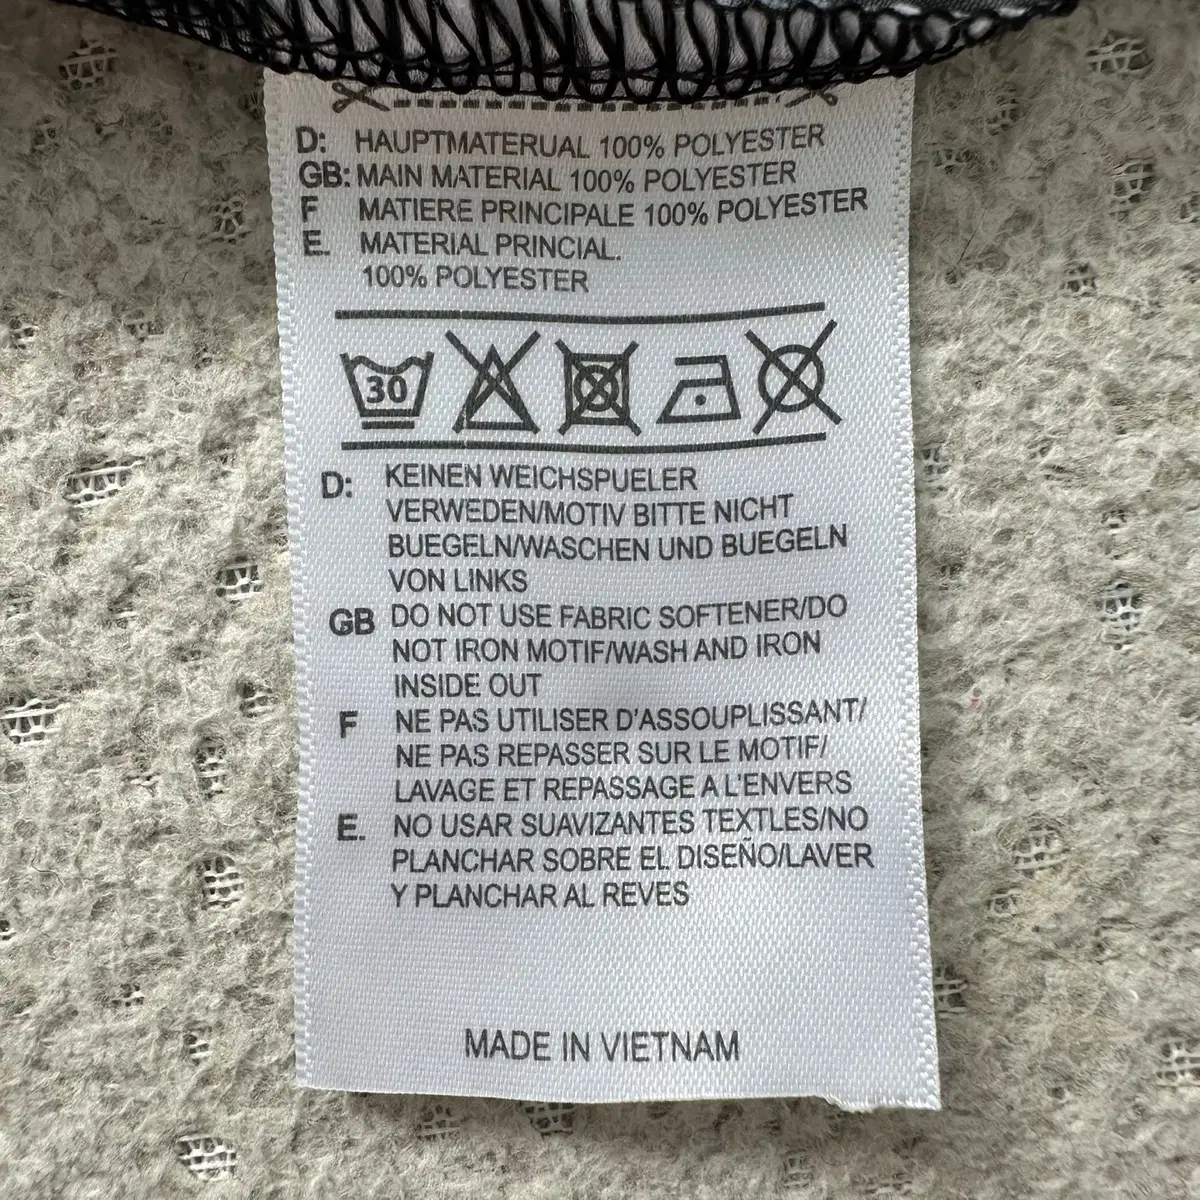 D: HAUPTMATERUAL 100% POLYESTER
GB: MAIN MATERIAL 100% POLYESTER
F MATIERE PRINCIPALE 100% POLYESTER
E. MATERIAL PRINCIAL.
100% POLYESTER
30
D: KEINEN WEICHSPUELER
VERWEDEN/MOTIV BITTE NICHT
BUEGELN/WASCHEN UND BUEGELN
VON LINKS
GB DO NOT USE FABRIC SOFTENER/DO
NOT IRON MOTIF/WASH AND IRON
INSIDE OUT
F NE PAS UTILISER D'ASSOUPLISSANT/
NE PAS REPASSER SUR LE MOTIF/
LAVAGE ET REPASSAGE A L'ENVERS
E. NO USAR SUAVIZANTES TEXTLES/NO
PLANCHAR SOBRE EL DISEÑO/LAVER
Y PLANCHAR AL REVES
MADE IN VIETNAM